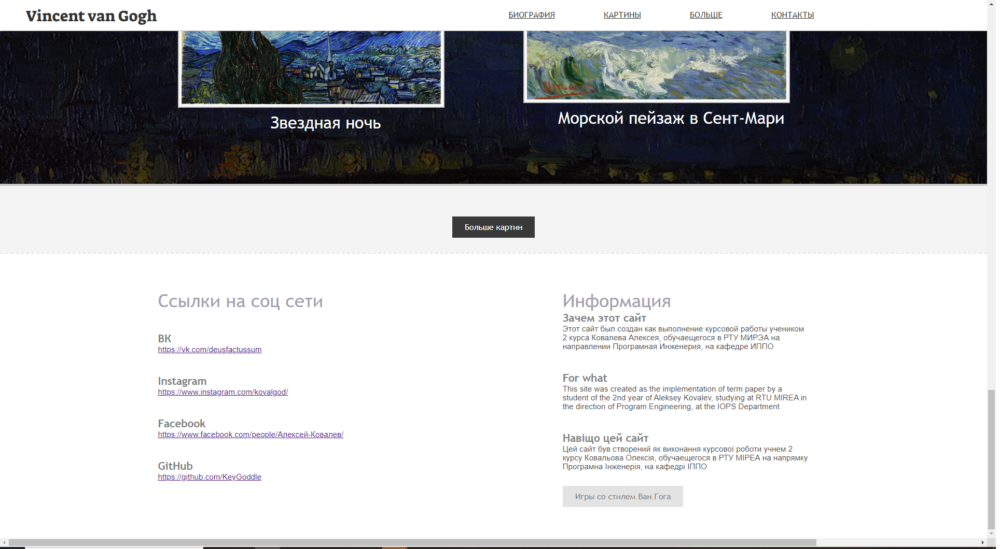 Vincent van Gogh
БИОГРАФИЯ
КАРТИНЫ
БОЛЬШЕ
КОНТАКТЫ
Vincent
Звездная ночь
Морской пейзаж в Сент-Мари
Больше картин
Ссылки на соц сети
ВК
https://vk.com/deusfactussum
Instagram
https://www.instagram.com/kovalgod/
Facebook
https://www.facebook.com/people/Алексей-Ковалев/
GitHub
https://github.com/KeyGoddle
Информация
Зачем этот сайт
Этот сайт был создан как выполнение курсовой работы учеником
2 курса Ковалева Алексея, обучаещегося в РТУ МИРЭА на
направлении Програмная Инженерия, на кафедре ИППО
For what
This site was created as the implementation of term paper by a
student of the 2nd year of Aleksey Kovalev, studying at RTU MIREA in
the direction of Program Engineering, at the IOPS Department
Навіщо цей сайт
Цей сайт був створений як виконання курсової роботи учнем 2
курсу Ковальова Олексія, обучаещегося в РТУ МІРЕА на напрямку
Програмна Інженерія, на кафедрі ІППО
Игры со стилем Ван Гога